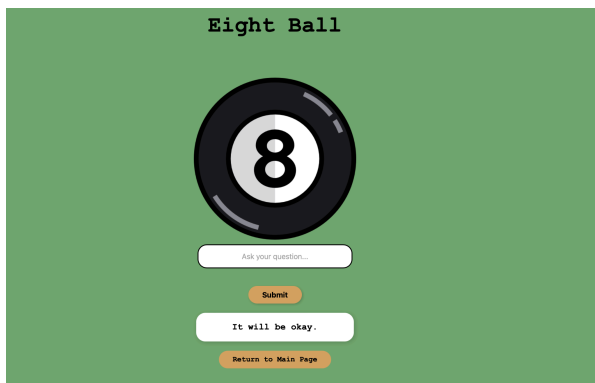 Eight Ball
8
Ask your question...
Submit
It will be okay.
Return to Main Page